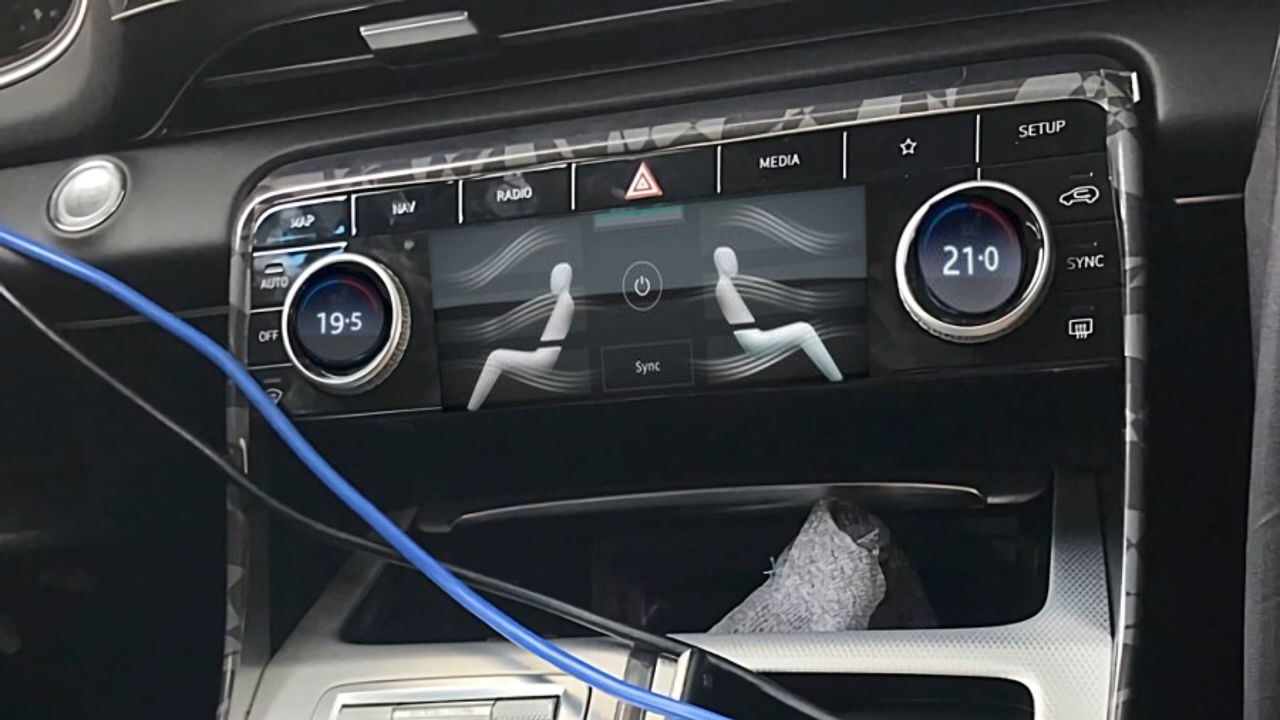 MAP
NAV
RADIO
MEDIA
SETUP
AUTO
19.5
OFF
Sync
21.0
SYNC